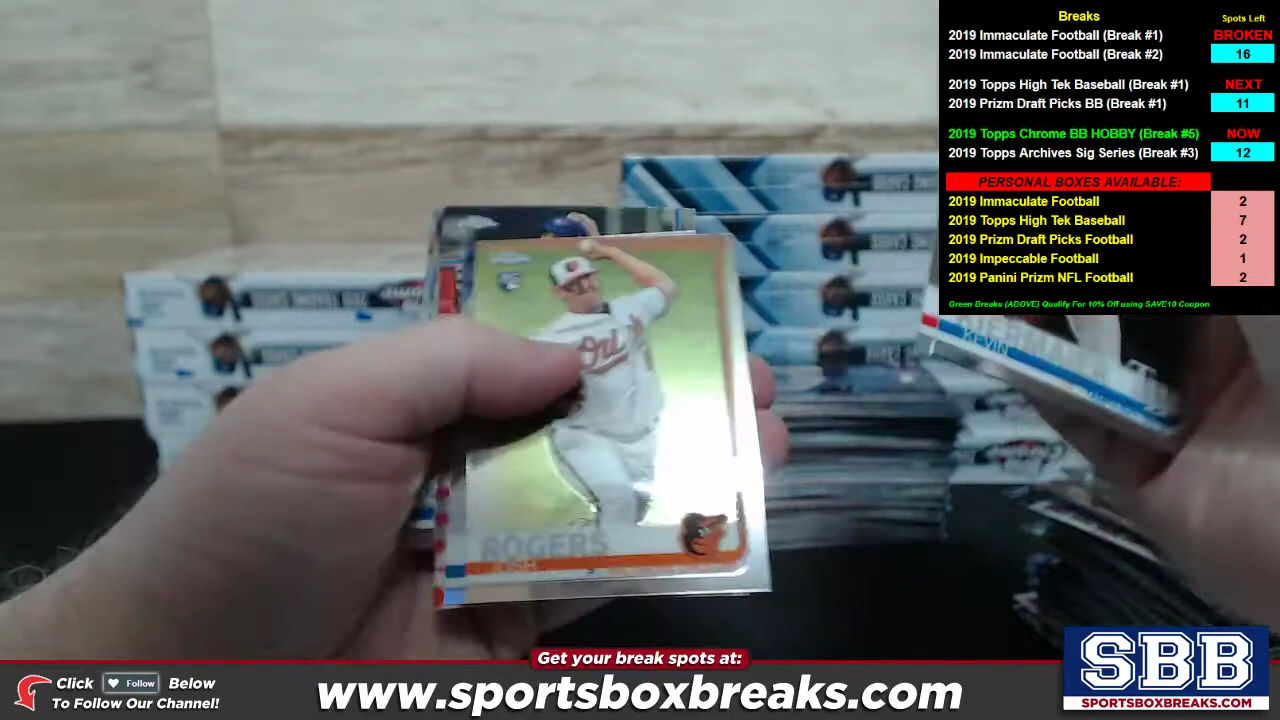 Breaks
Spots Left
2019 Immaculate Football (Break #1) BROKEN
2019 Immaculate Football (Break #2) 16
2019 Topps High Tek Baseball (Break #1) NEXT
2019 Prizm Draft Picks BB (Break #1) 11
2019 Topps Chrome BB HOBBY (Break #5) NOW
2019 Topps Archives Sig Series (Break #3) 12
PERSONAL BOXES AVAILABLE:
2019 Immaculate Football 2
2019 Topps High Tek Baseball 7
2019 Prizm Draft Picks Football 2
2019 Impeccable Football 1
2019 Panini Prizm NFL Football 2
Green Breaks (ABOVE) Qualify For 10% Off using SAVE10 Coupon
KEVIN
ROGERS
JOSH
Get your break spots at:
Click Follow Below
To Follow Our Channel!
www.sportsboxbreaks.com
SBB
SPORTSBOXBREAKS.COM